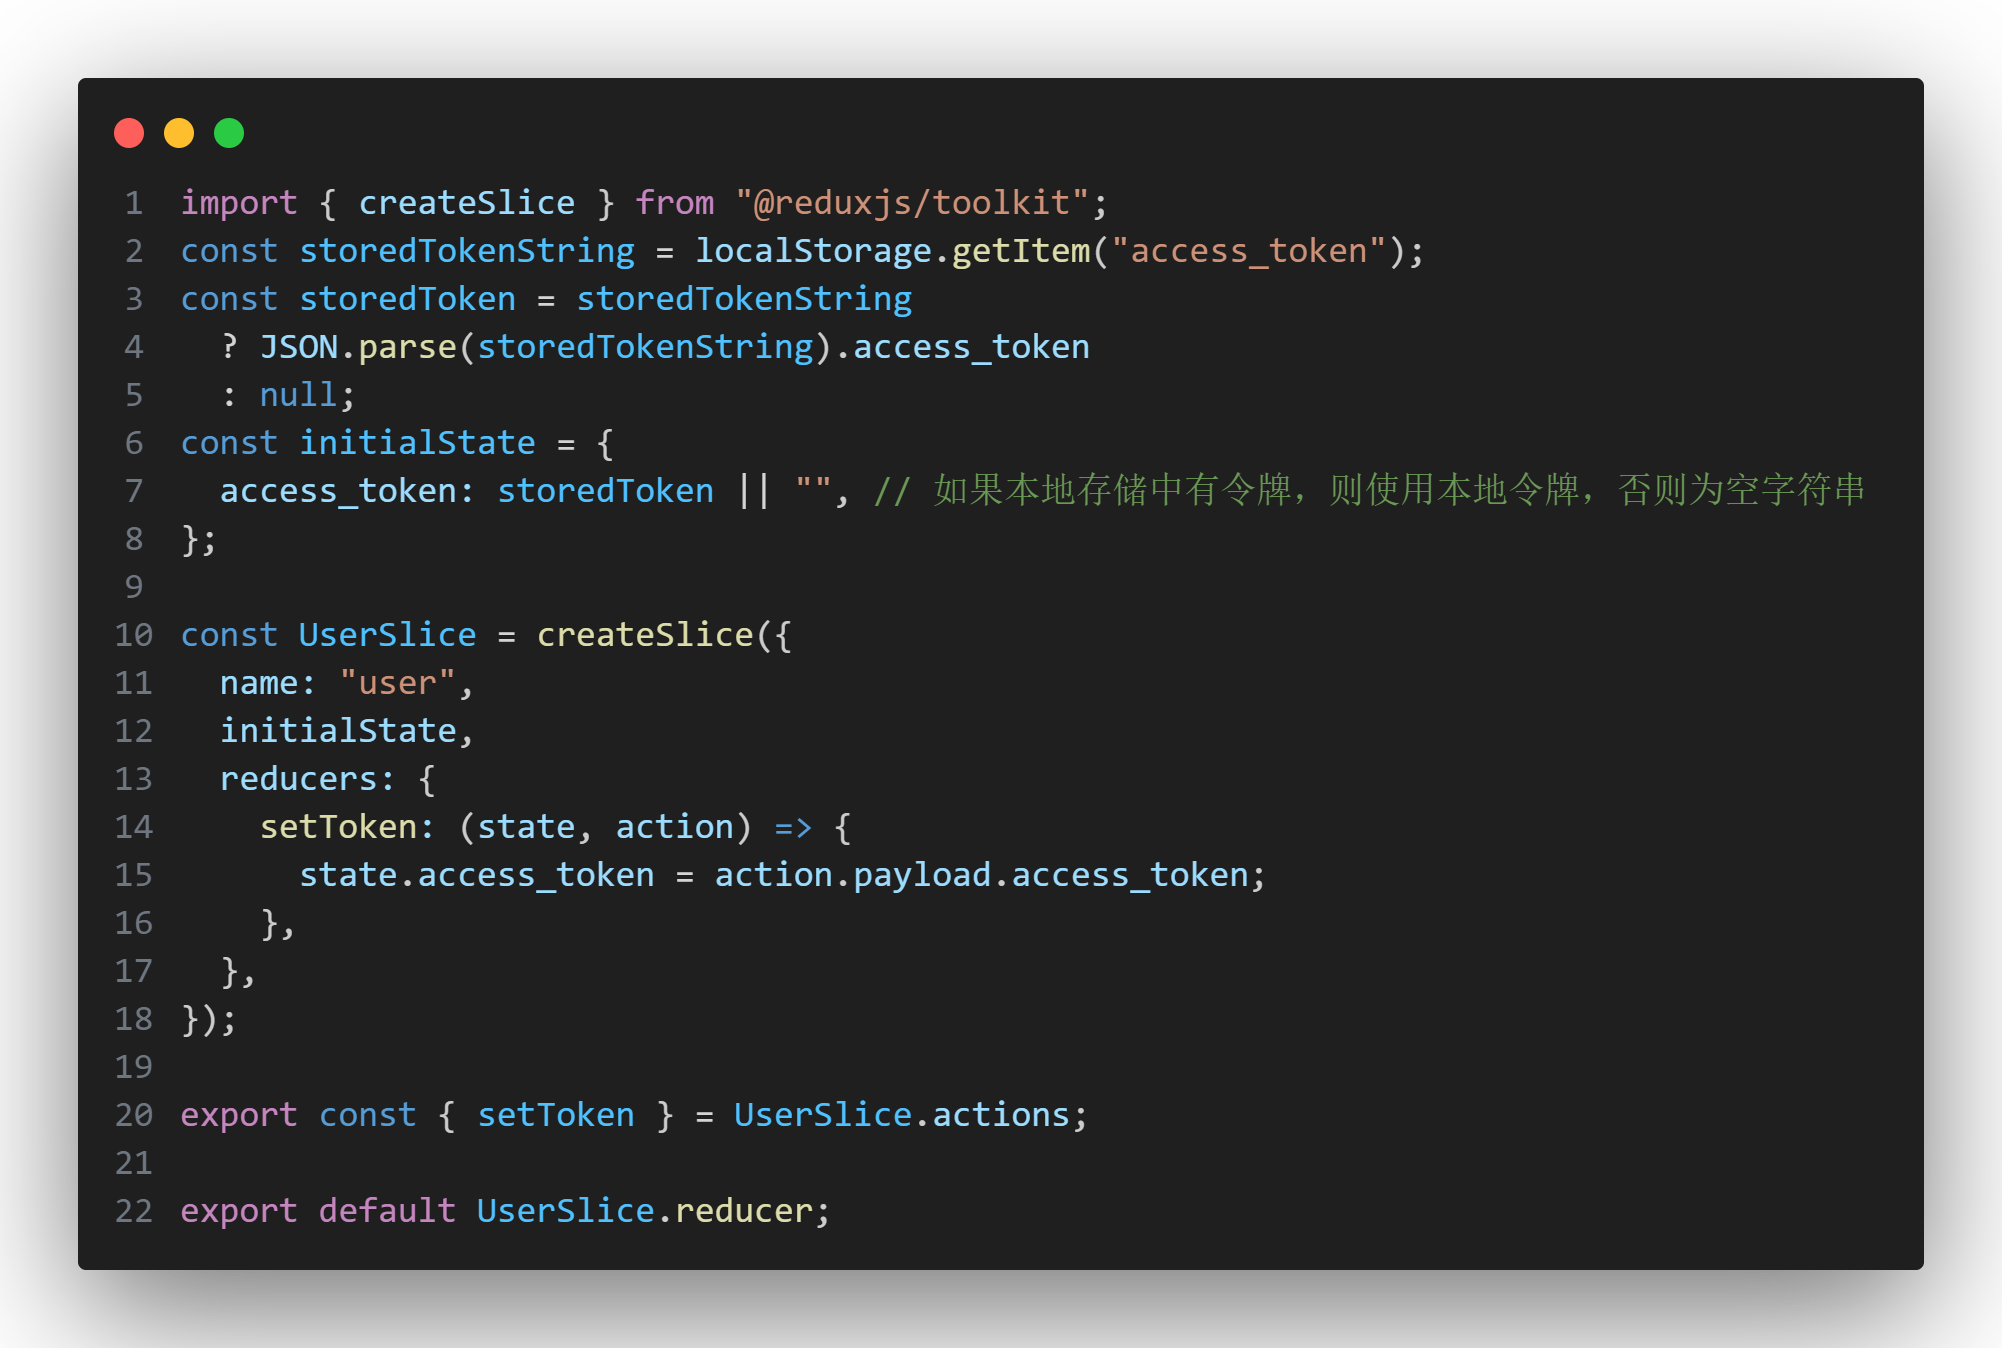 1 import { createSlice } from "@reduxjs/toolkit";
2 const storedTokenString = localStorage.getItem("access_token");
3 const storedToken = storedTokenString
4   ? JSON.parse(storedTokenString).access_token
5   : null;
6 const initialState = {
7   access_token: storedToken || "", // 如果本地存储中有令牌，则使用本地令牌，否则为空字符串
8 };
9
10 const UserSlice = createSlice({
11   name: "user",
12   initialState,
13   reducers: {
14     setToken: (state, action) => {
15       state.access_token = action.payload.access_token;
16     },
17   },
18 });
19
20 export const { setToken } = UserSlice.actions;
21
22 export default UserSlice.reducer;